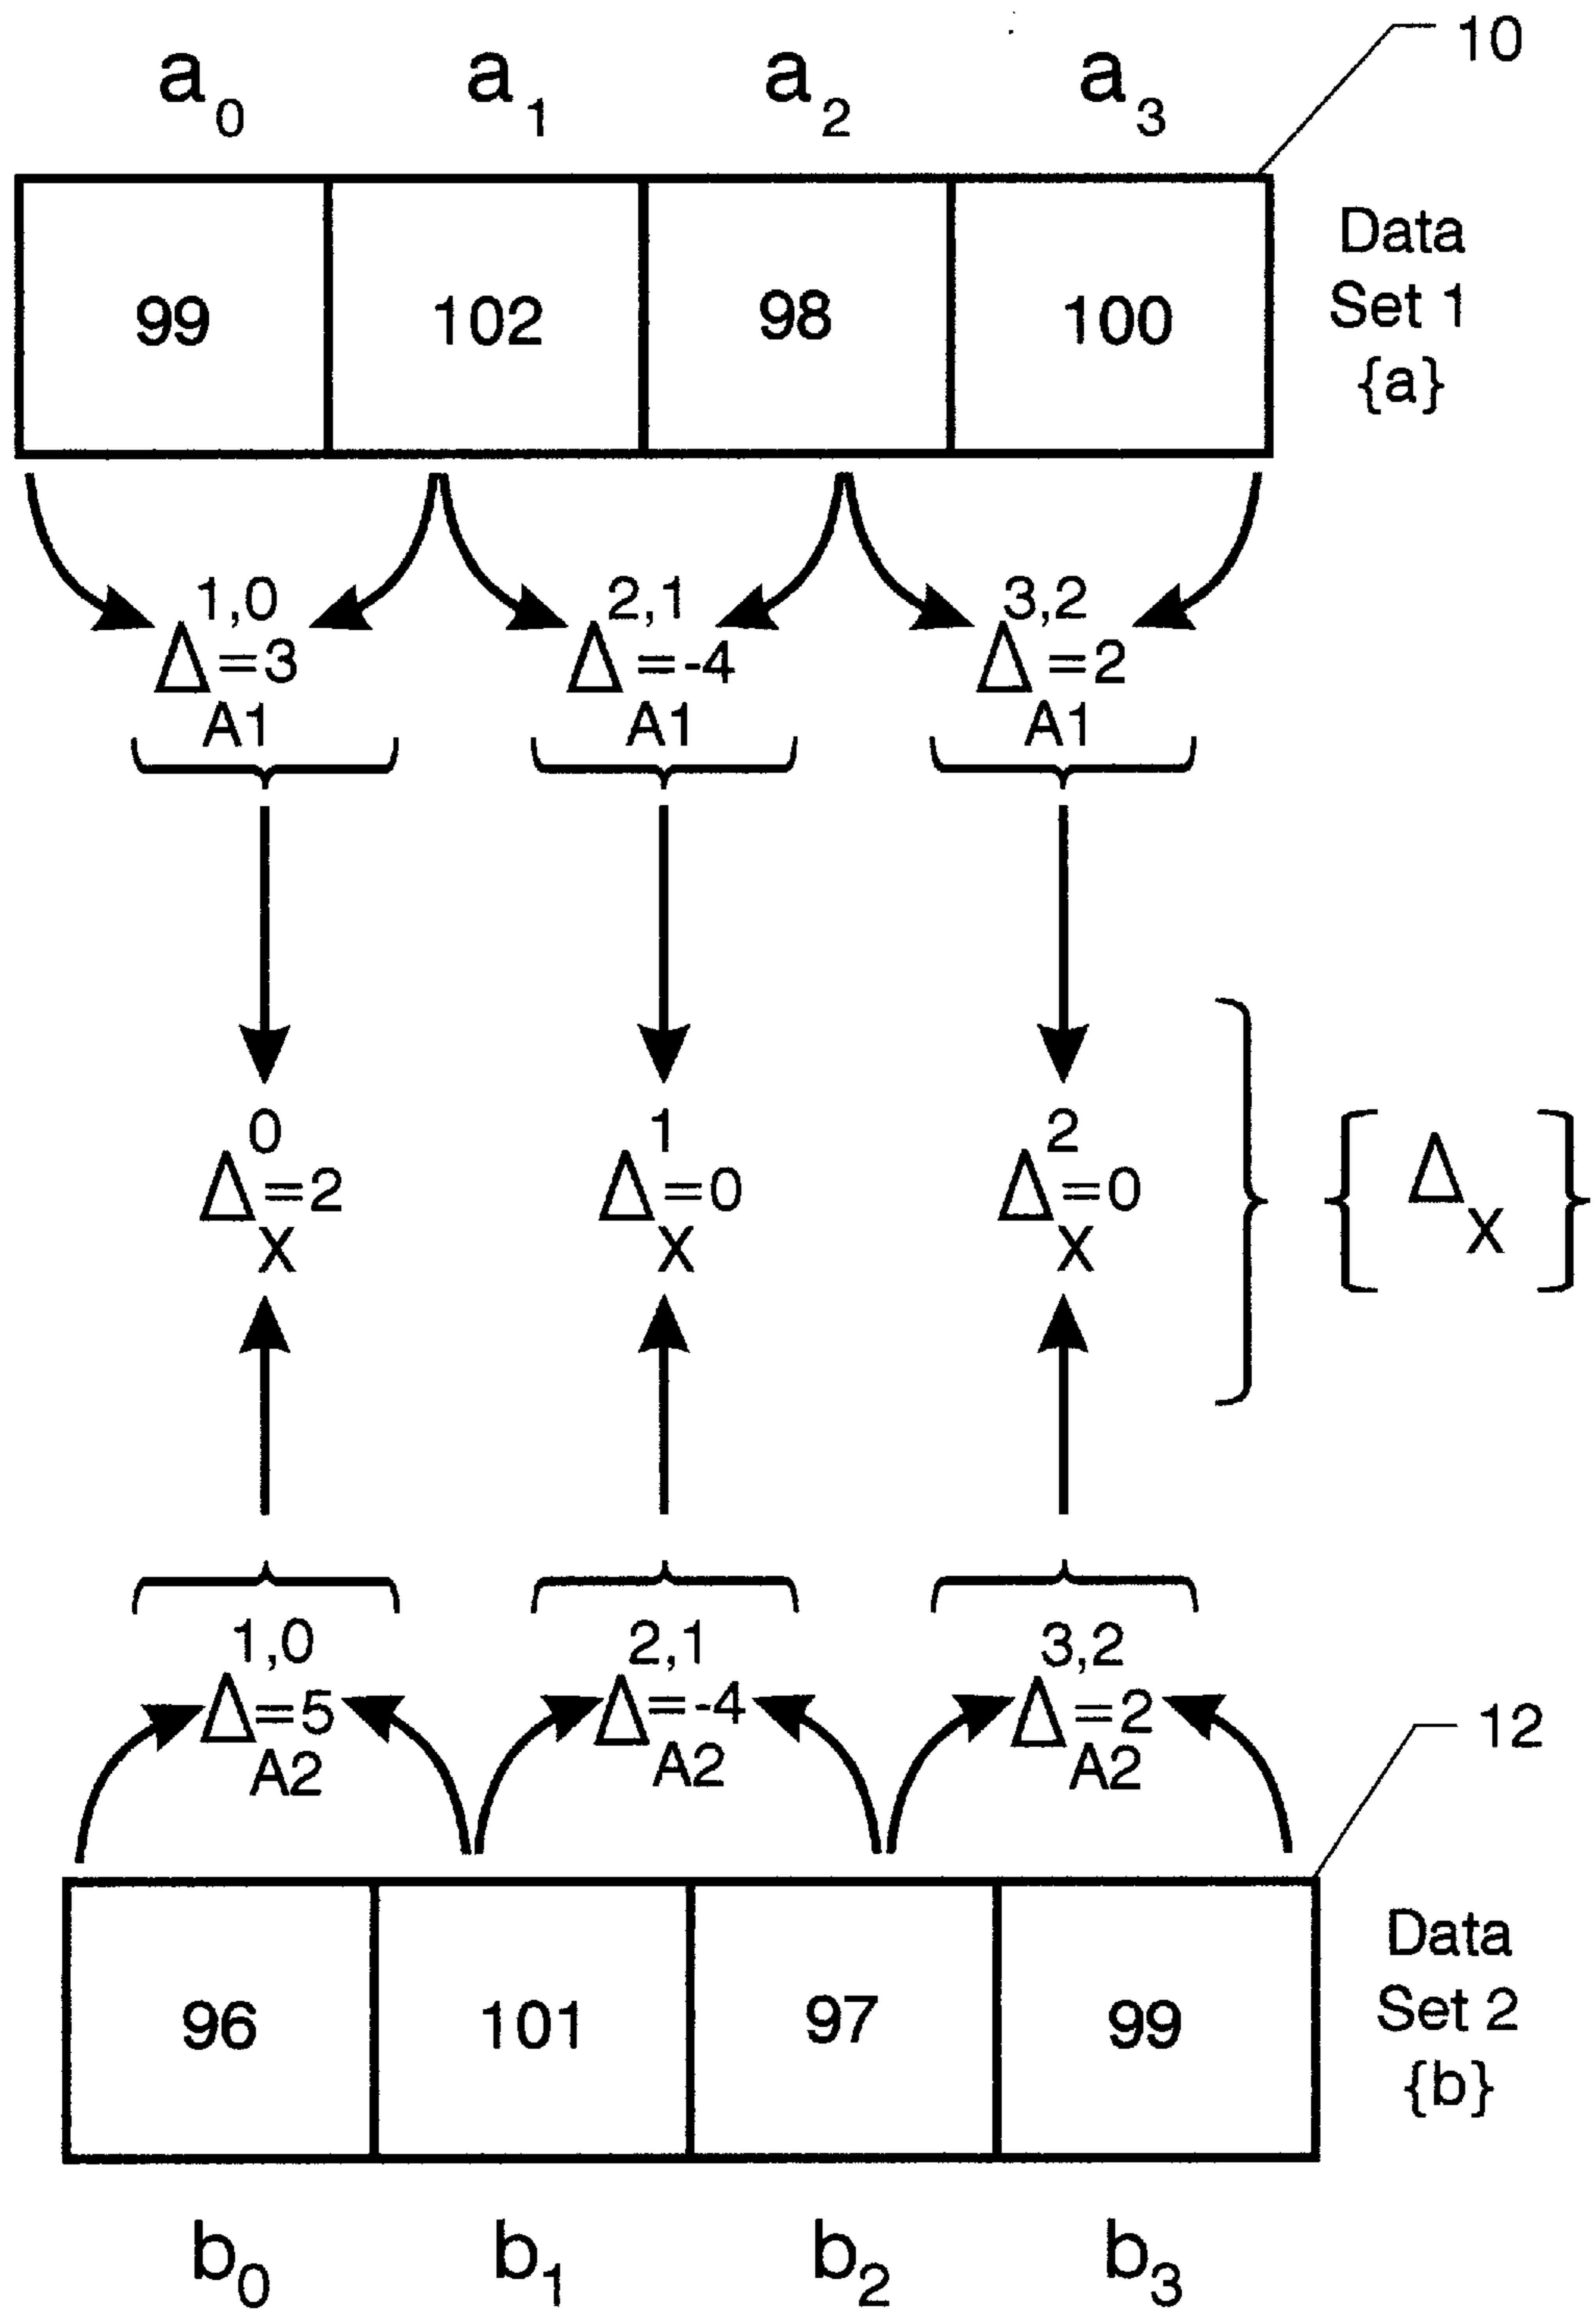 10
a0 a1 a2 a3
99 102 98 100
Data
Set 1
{a}
1,0 2,1 3,2
Δ=3 Δ=-4 Δ=2
A1 A1 A1
0 1 2
Δ=2 Δ=0 Δ=0 { Δ
x x x x }
1,0 2,1 3,2
Δ=5 Δ=-4 Δ=2
A2 A2 A2
12
96 101 97 99
Data
Set 2
{b}
b0 b1 b2 b3